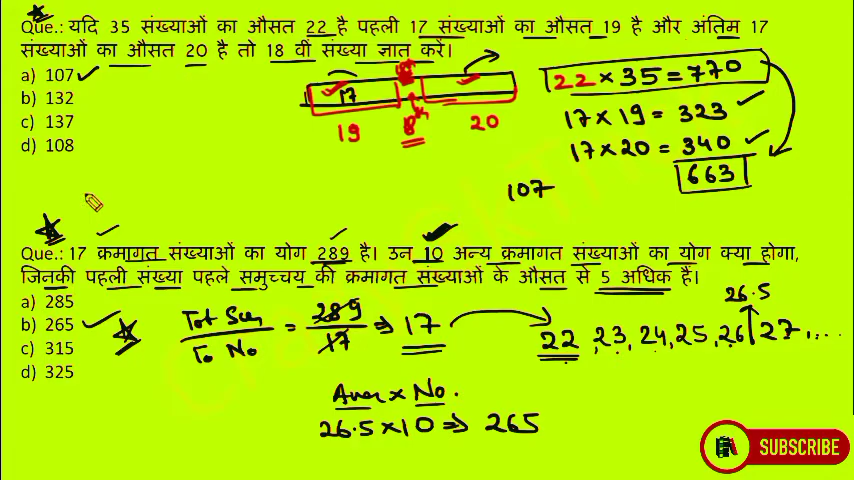 Que.: यदि 35 संख्याओं का औसत 22 है पहली 17 संख्याओं का औसत 19 है और अंतिम 17
संख्याओं का औसत 20 है तो 18 वीं संख्या ज्ञात करें।
a) 107
b) 132
c) 137
d) 108
17
19
18th
20
22 × 35 = 770
17 × 19 = 323
17 × 20 = 340
663
107
Que.: 17 क्रमागत संख्याओं का योग 289 है। उन 10 अन्य क्रमागत संख्याओं का योग क्या होगा,
जिनकी पहली संख्या पहले समुच्चय की क्रमागत संख्याओं के औसत से 5 अधिक हैं।
a) 285
b) 265
c) 315
d) 325
Tot Sum
To No
= 289
17
⇒ 17
26.5
22, 23, 24, 25, 26, 27, ...
Aver × No.
26.5 × 10 ⇒ 265
SUBSCRIBE